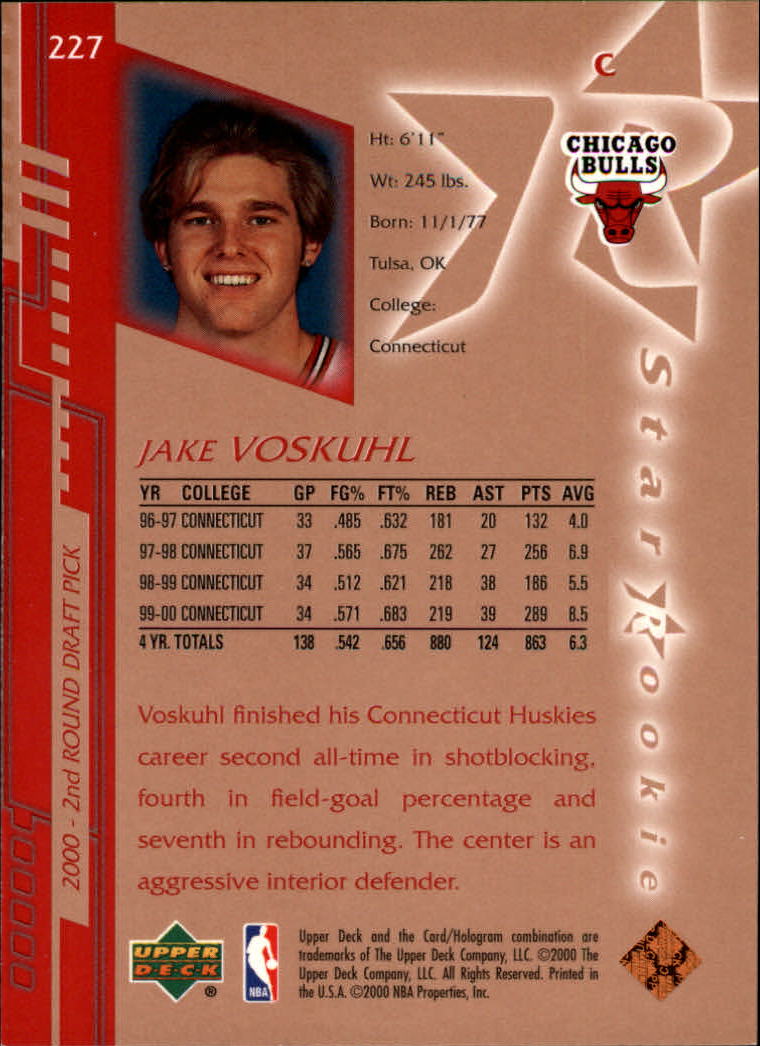 227
C
CHICAGO
BULLS
Ht: 6'11"
Wt: 245 lbs.
Born: 11/1/77
Tulsa, OK
College:
Connecticut
Star Rookie
JAKE VOSKUHL
YR COLLEGE GP FG% FT% REB AST PTS AVG
96-97 CONNECTICUT 33 .485 .632 181 20 132 4.0
97-98 CONNECTICUT 37 .565 .675 262 27 256 6.9
98-99 CONNECTICUT 34 .512 .621 218 38 186 5.5
99-00 CONNECTICUT 34 .571 .683 219 39 289 8.5
4 YR. TOTALS 138 .542 .656 880 124 863 6.3
2000 - 2nd ROUND DRAFT PICK
Voskuhl finished his Connecticut Huskies
career second all-time in shotblocking,
fourth in field-goal percentage and
seventh in rebounding. The center is an
aggressive interior defender.
UPPER
DECK
®
NBA
Upper Deck and the Card/Hologram combination are
trademarks of The Upper Deck Company, LLC. ©2000 The
Upper Deck Company, LLC. All Rights Reserved. Printed in
the U.S.A. ©2000 NBA Properties, Inc.